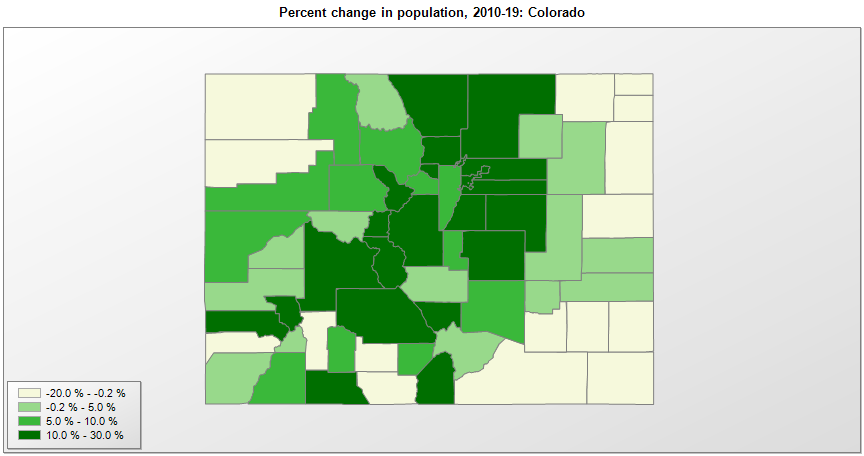 Percent change in population, 2010-19: Colorado
-20.0 % - -0.2 %
-0.2 % - 5.0 %
5.0 % - 10.0 %
10.0 % - 30.0 %